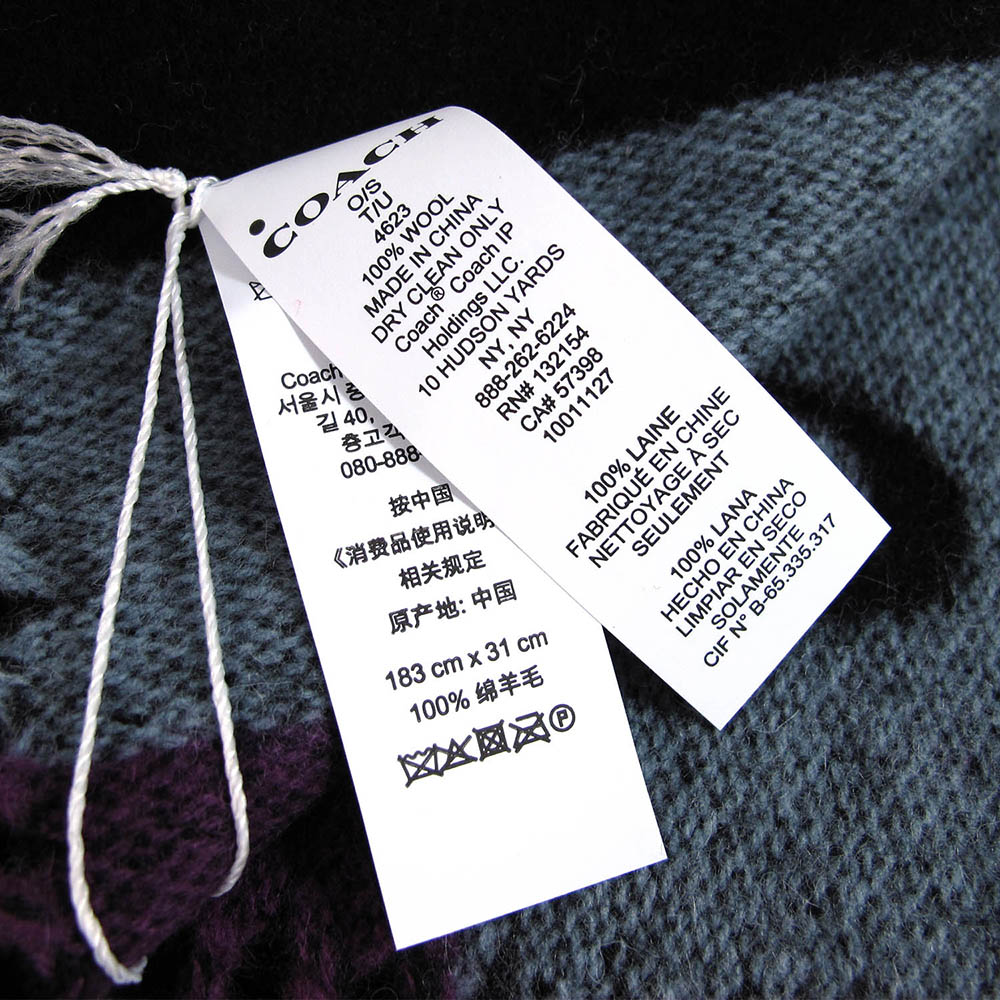 COACH
O/S
T/U
4623
100% WOOL
MADE IN CHINA
DRY CLEAN ONLY
Coach® Coach IP
Holdings LLC.
10 HUDSON YARDS
NY, NY
888-262-6224
RN# 132154
CA# 57398
10011127
100% LAINE
FABRIQUÉ EN CHINE
NETTOYAGE À SEC
SEULEMENT
100% LANA
HECHO EN CHINA
LIMPIAR EN SECO
SOLAMENTE
CIF N° B-65.335.317
Coach
서울시
길 40,
층고객
080-888-
按中国
《消费品使用说明
相关规定
原产地: 中国
183 cm x 31 cm
100% 绵羊毛
P